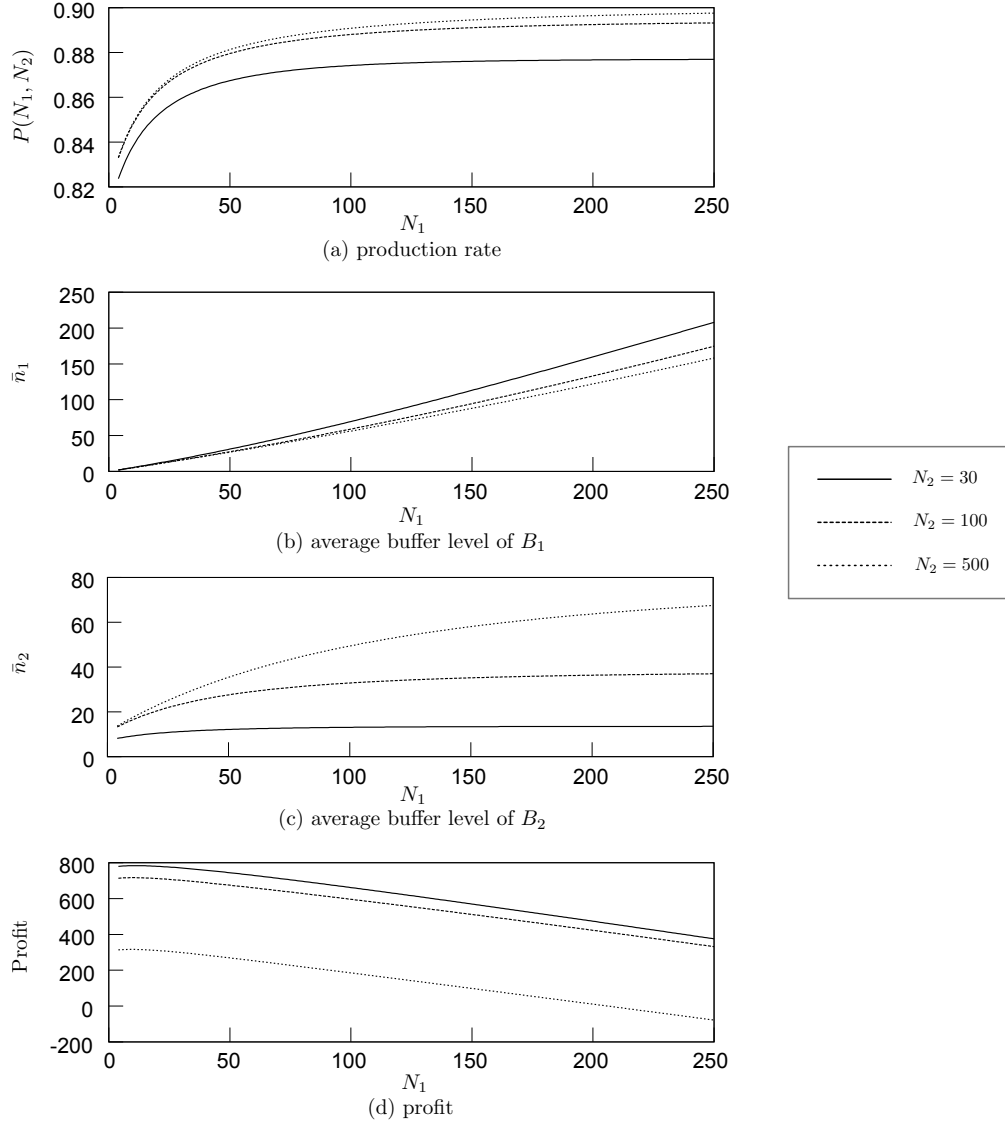 0.90
0.88
0.86
0.84
0.82
P(N₁, N₂)
0 50 100 150 200 250
N₁
(a) production rate
250
200
150
100
50
0
n̄₁
0 50 100 150 200 250
N₁
(b) average buffer level of B₁
N₂ = 30
N₂ = 100
N₂ = 500
80
60
40
20
0
n̄₂
0 50 100 150 200 250
N₁
(c) average buffer level of B₂
800
600
400
200
0
-200
Profit
0 50 100 150 200 250
N₁
(d) profit